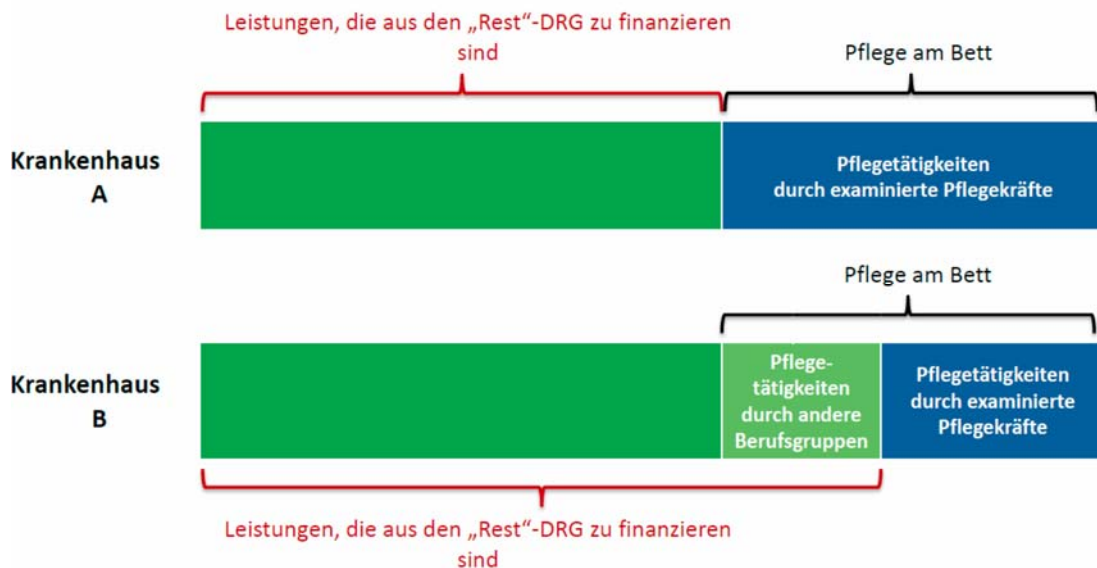 Leistungen, die aus den „Rest“-DRG zu finanzieren
sind
Pflege am Bett
Krankenhaus
A
Pflegetätigkeiten
durch examinierte Pflegekräfte
Pflege am Bett
Krankenhaus
B
Pflege-
tätigkeiten
durch andere
Berufsgruppen
Pflegetätigkeiten
durch examinierte
Pflegekräfte
Leistungen, die aus den „Rest“-DRG zu finanzieren
sind